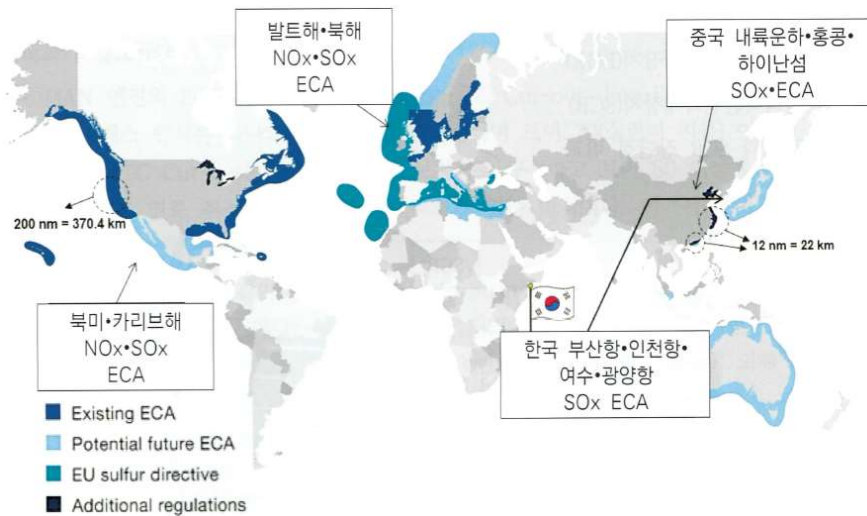 발트해•북해
NOx•SOx
ECA
중국 내륙운하•홍콩•
하이난섬
SOx•ECA
200 nm = 370.4 km
12 nm = 22 km
북미•카리브해
NOx•SOx
ECA
한국 부산항•인천항•
여수•광양항
SOx ECA
Existing ECA
Potential future ECA
EU sulfur directive
Additional regulations